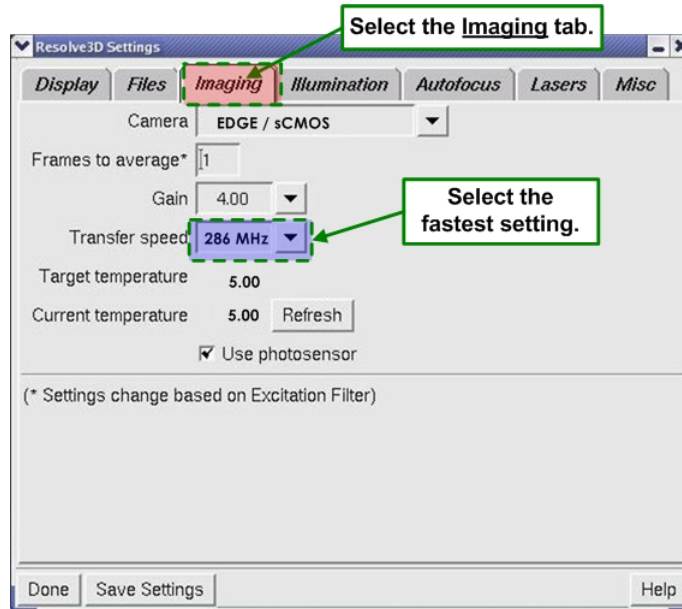 Select the Imaging tab.
Resolve3D Settings
Display Files Imaging Illumination Autofocus Lasers Misc
Camera EDGE / sCMOS
Frames to average* 1
Gain 4.00
Select the
fastest setting.
Transfer speed 286 MHz
Target temperature 5.00
Current temperature 5.00 Refresh
Use photosensor
(* Settings change based on Excitation Filter)
Done Save Settings Help